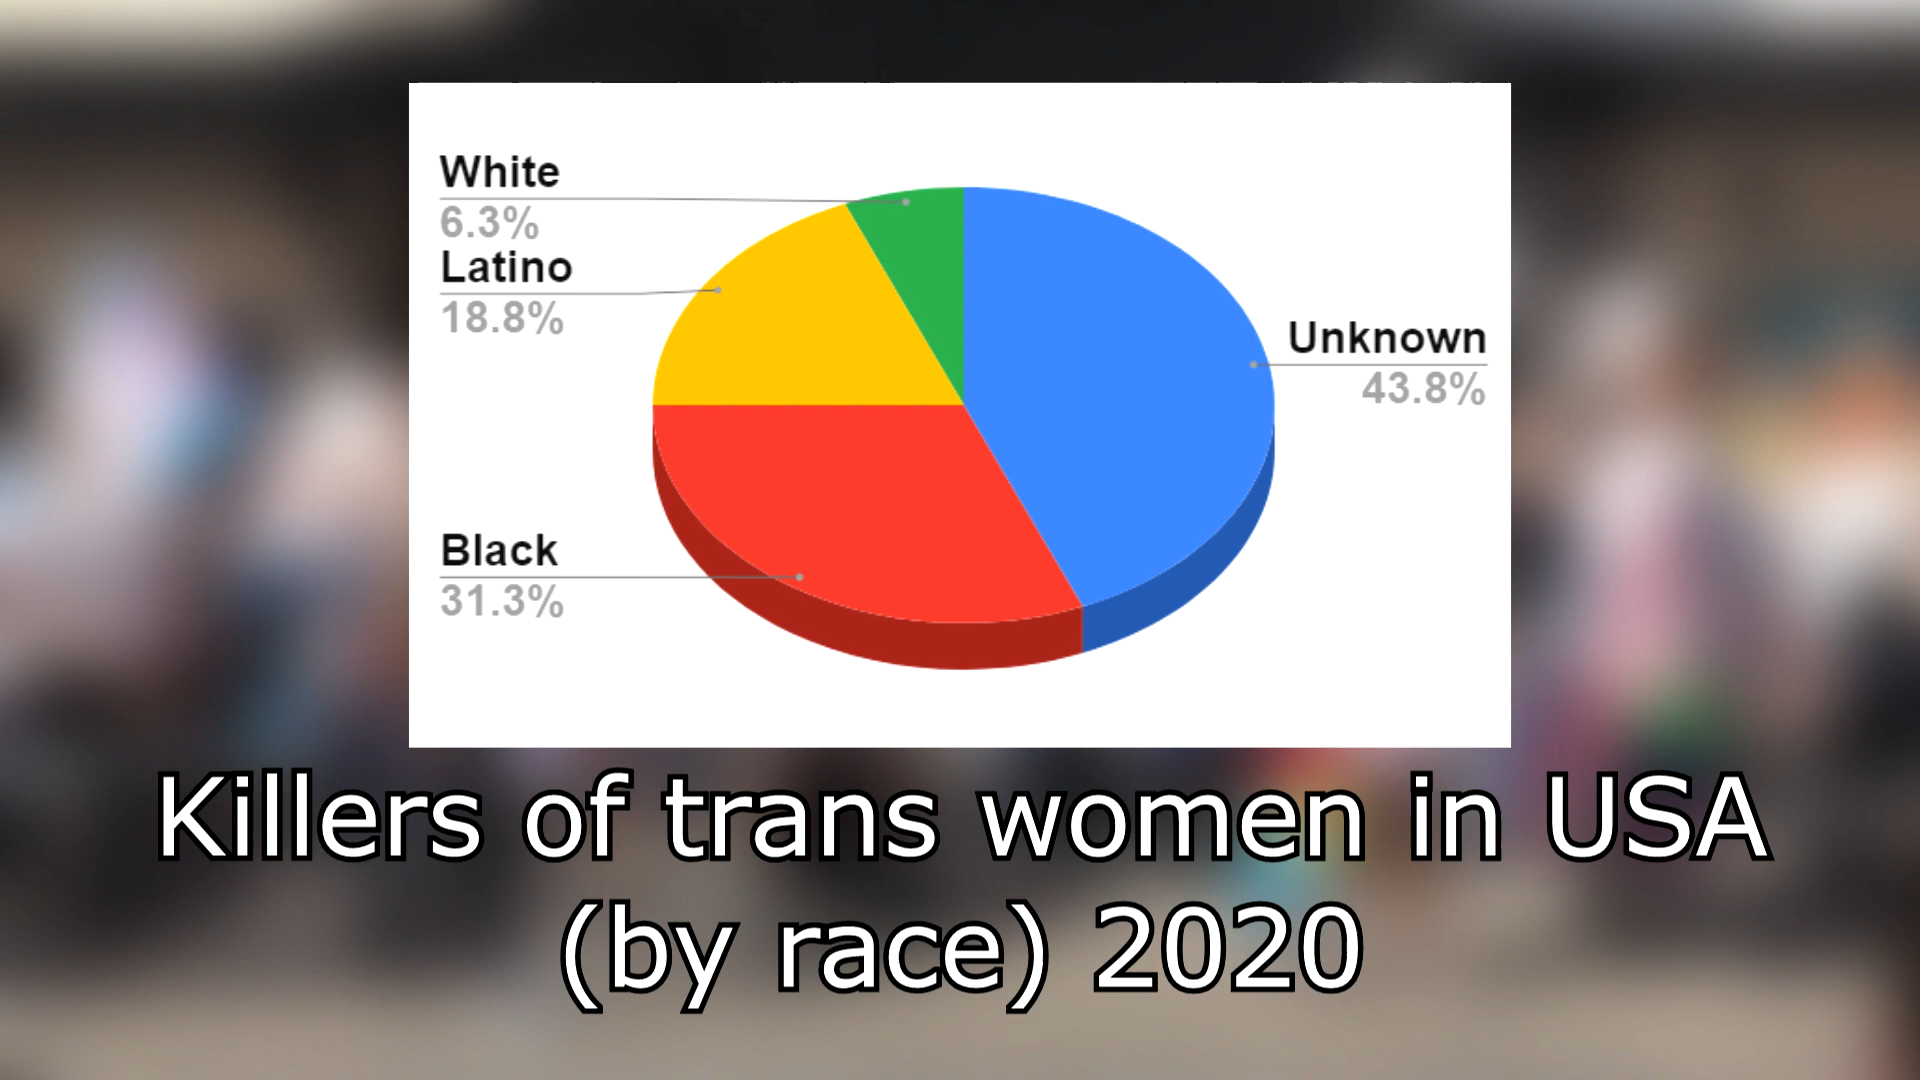 White
6.3%
Latino
18.8%
Unknown
43.8%
Black
31.3%
Killers of trans women in USA
(by race) 2020